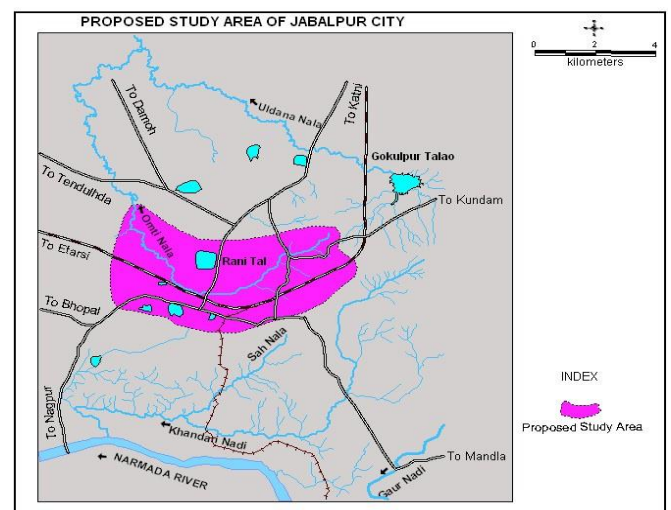 PROPOSED STUDY AREA OF JABALPUR CITY
0 2 4
kilometers
To Damoh
Uldana Nala
To Katni
Gokulpur Talao
To Tendulhda
To Kundam
Omti Nala
To Etarsi
Rani Tal
To Bhopal
Sah Nala
INDEX
Proposed Study Area
To Nagpur
Khandari Nadi
To Mandla
NARMADA RIVER
Gaur Nadi